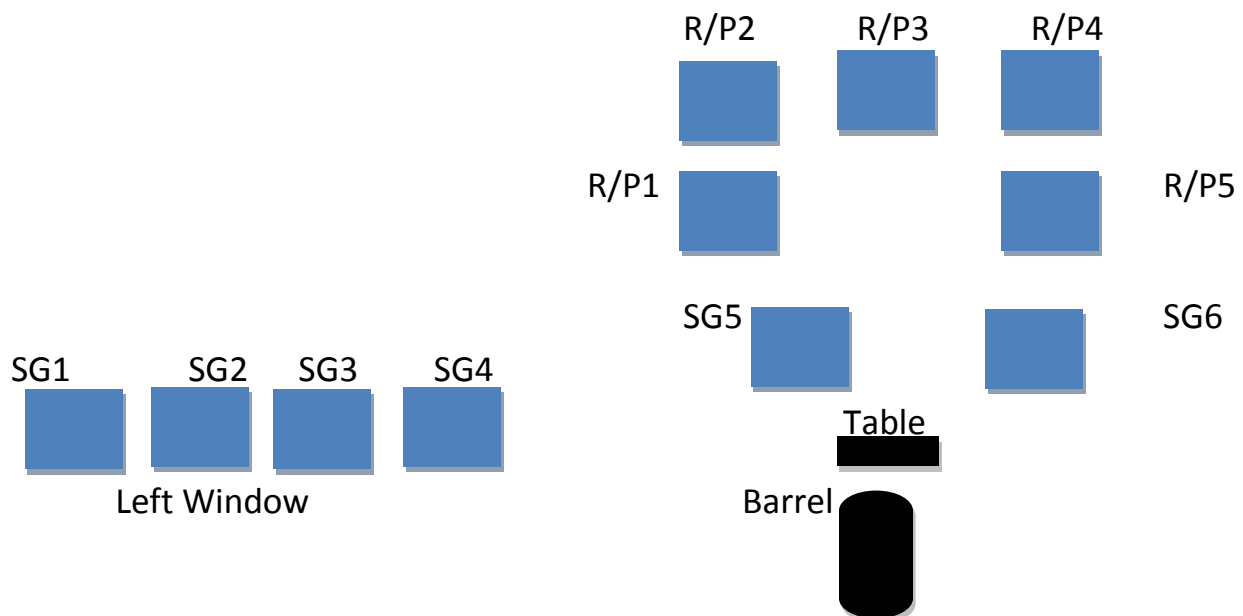 R/P2 R/P3 R/P4
R/P1 R/P5
SG5 SG6
SG1 SG2 SG3 SG4
Table
Left Window
Barrel